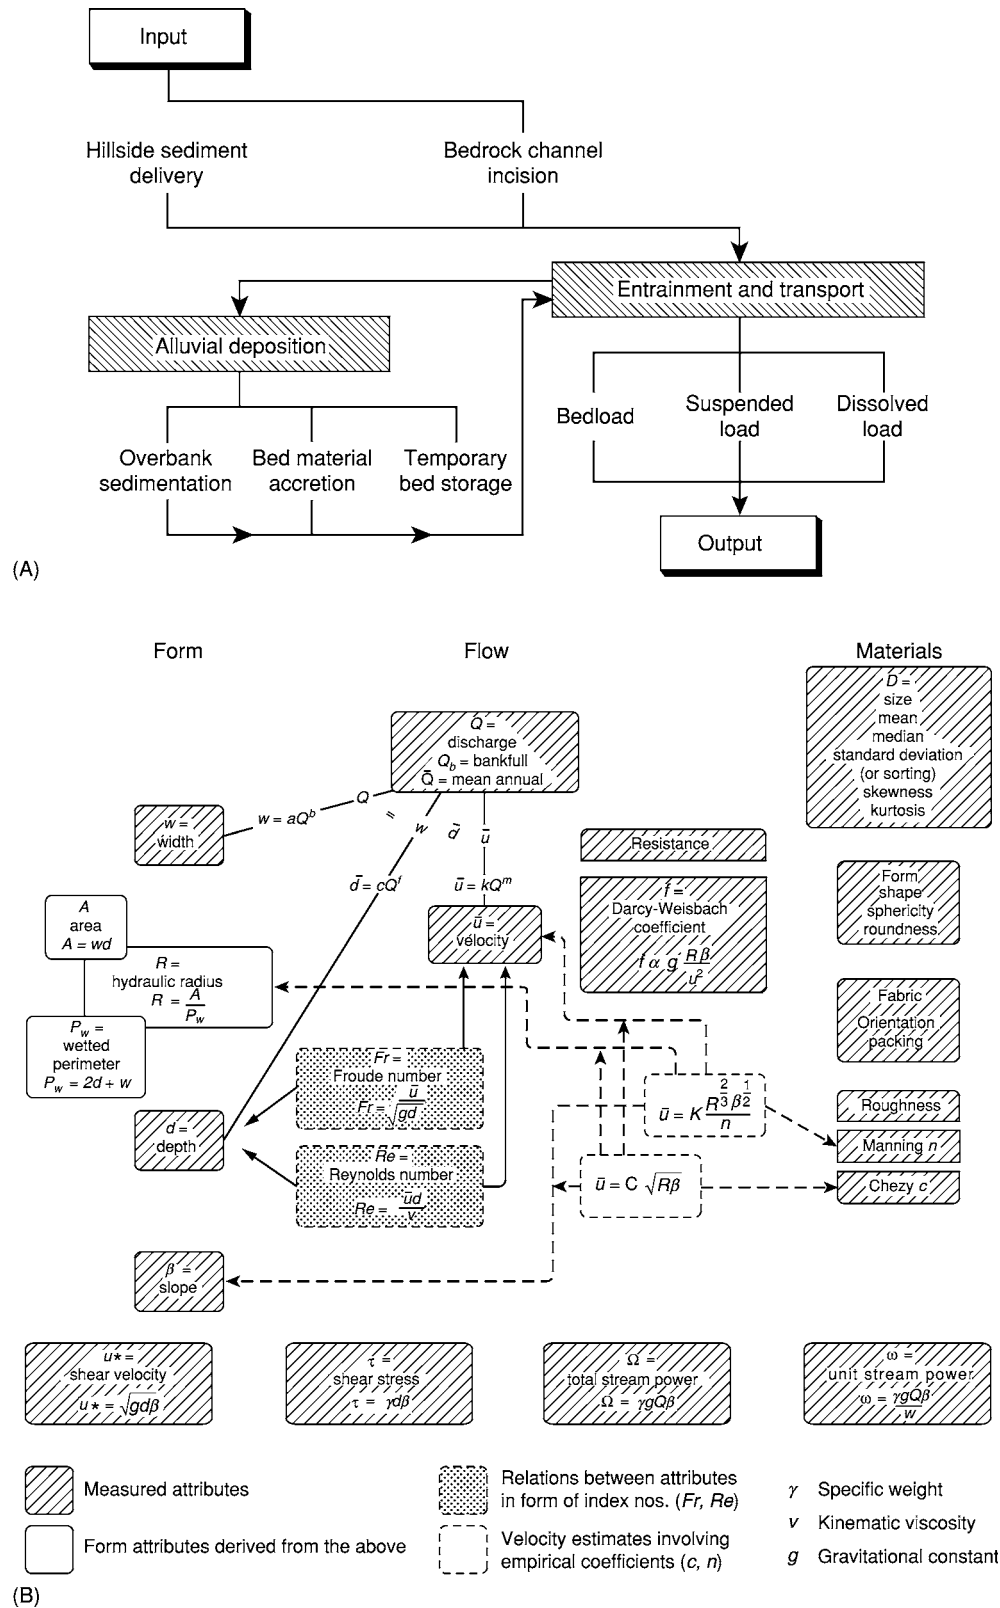 Input
Hillside sediment
delivery
Bedrock channel
incision
Entrainment and transport
Alluvial deposition
Bedload
Suspended
load
Dissolved
load
Overbank
sedimentation
Bed material
accretion
Temporary
bed storage
Output
(A)
Form
Flow
Materials
D =
size
mean
median
standard deviation
(or sorting)
skewness
kurtosis
Q =
discharge
Q_b = bankfull
Q̄ = mean annual
w =
width
w = aQ^b
Q = w d̄ ū
d̄ = cQ^f
ū = kQ^m
Resistance
f =
Darcy-Weisbach
coefficient
f ∝ g Rβ/u²
Form
shape
sphericity
roundness
A
area
A = wd
ū =
velocity
R =
hydraulic radius
R = A/P_w
P_w =
wetted
perimeter
P_w = 2d + w
Fabric
Orientation
packing
Fr =
Froude number
Fr = ū/√gd
ū = K R^2/3 β^1/2 / n
Roughness
Manning n
Chezy c
d =
depth
Re =
Reynolds number
Re = ūd/v
ū = C √Rβ
β =
slope
u* =
shear velocity
u* = √gdβ
τ =
shear stress
τ = γdβ
Ω =
total stream power
Ω = γgQβ
ω =
unit stream power
ω = γgQβ/w
Measured attributes
Form attributes derived from the above
Relations between attributes
in form of index nos. (Fr, Re)
Velocity estimates involving
empirical coefficients (c, n)
γ Specific weight
v Kinematic viscosity
g Gravitational constant
(B)